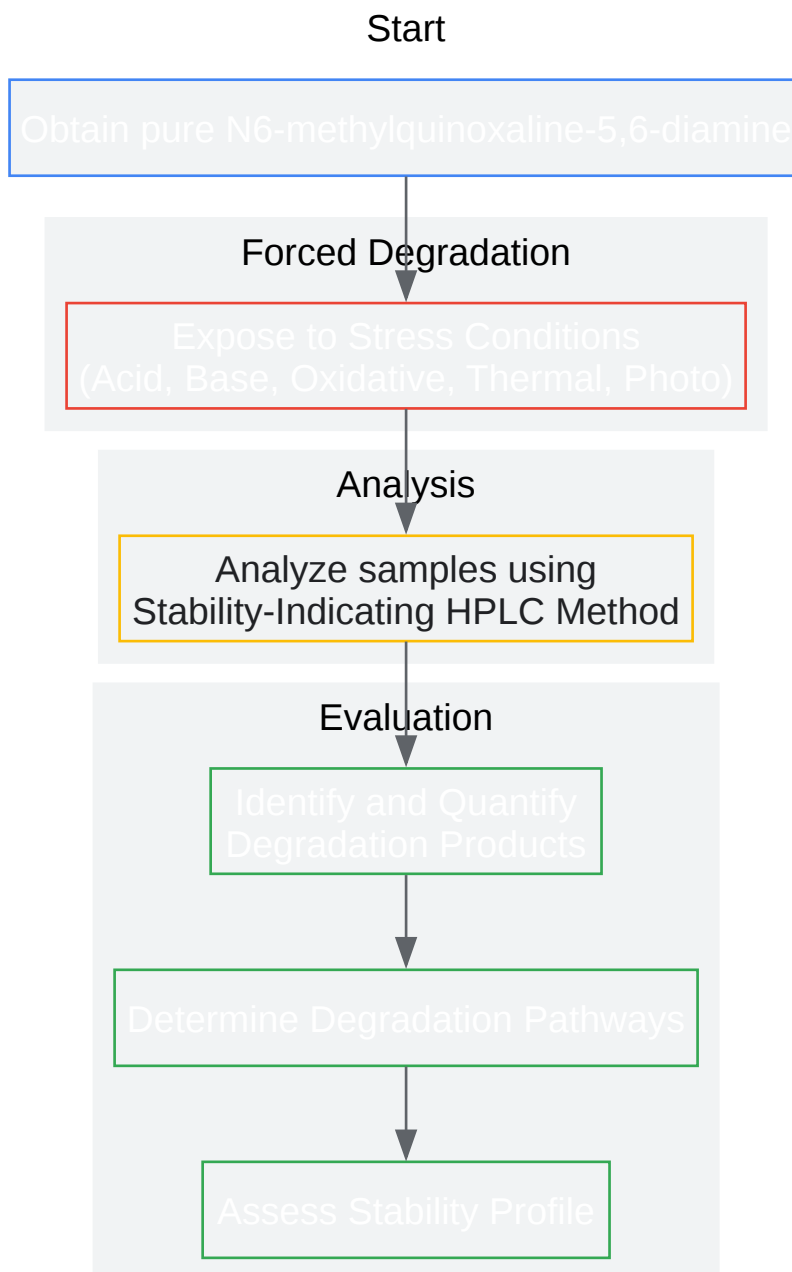 Start
Obtain pure N6-methylquinoxaline-5,6-diamine
Forced Degradation
Expose to Stress Conditions
(Acid, Base, Oxidative, Thermal, Photo)
Analysis
Analyze samples using
Stability-Indicating HPLC Method
Evaluation
Identify and Quantify
Degradation Products
Determine Degradation Pathways
Assess Stability Profile